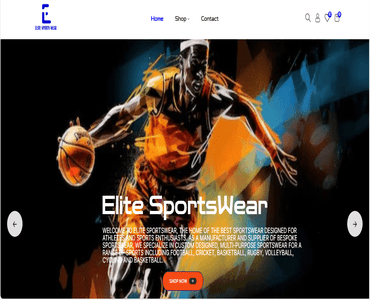 ELITE SPORTS WEAR
Home Shop Contact
0 0
Elite SportsWear
WELCOME TO ELITE SPORTSWEAR, THE HOME OF THE BEST SPORTSWEAR DESIGNED FOR
ATHLETES AND SPORTS ENTHUSIASTS. AS A MANUFACTURER AND SUPPLIER OF BESPOKE
SPORTSWEAR, WE SPECIALIZE IN CUSTOM DESIGNED, MULTI-PURPOSE SPORTSWEAR FOR A
RANGE OF SPORTS INCLUDING FOOTBALL, CRICKET, BASKETBALL, RUGBY, VOLLEYBALL,
CYCLING AND BASKETBALL.
SHOP NOW